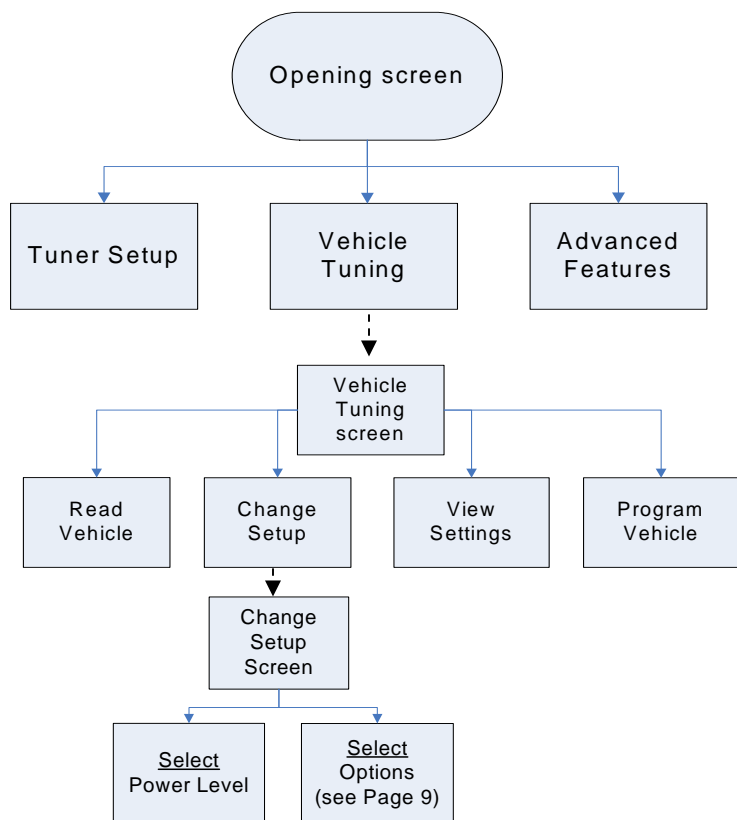 Opening screen
Tuner Setup
Vehicle
Tuning
Advanced
Features
Vehicle
Tuning
screen
Read
Vehicle
Change
Setup
View
Settings
Program
Vehicle
Change
Setup
Screen
Select
Power Level
Select
Options
(see Page 9)